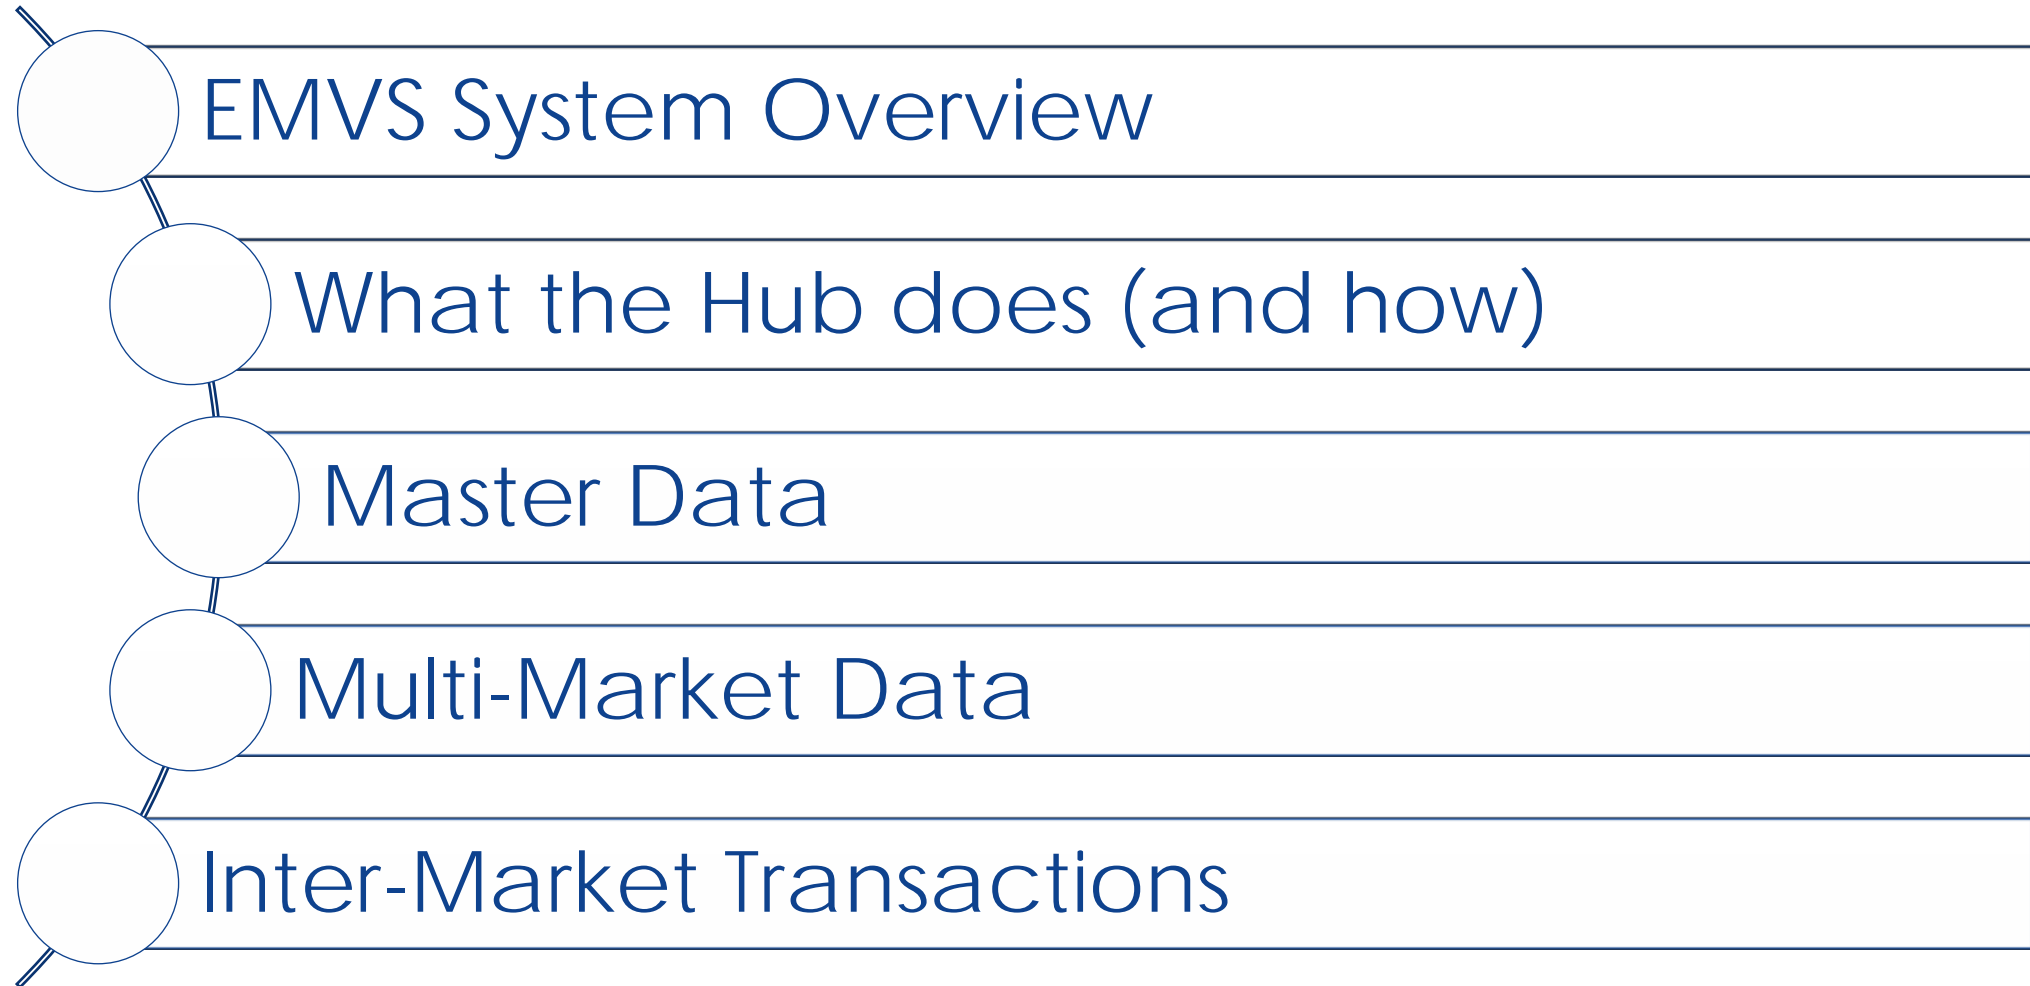 EMVS System Overview
What the Hub does (and how)
Master Data
Multi-Market Data
Inter-Market Transactions